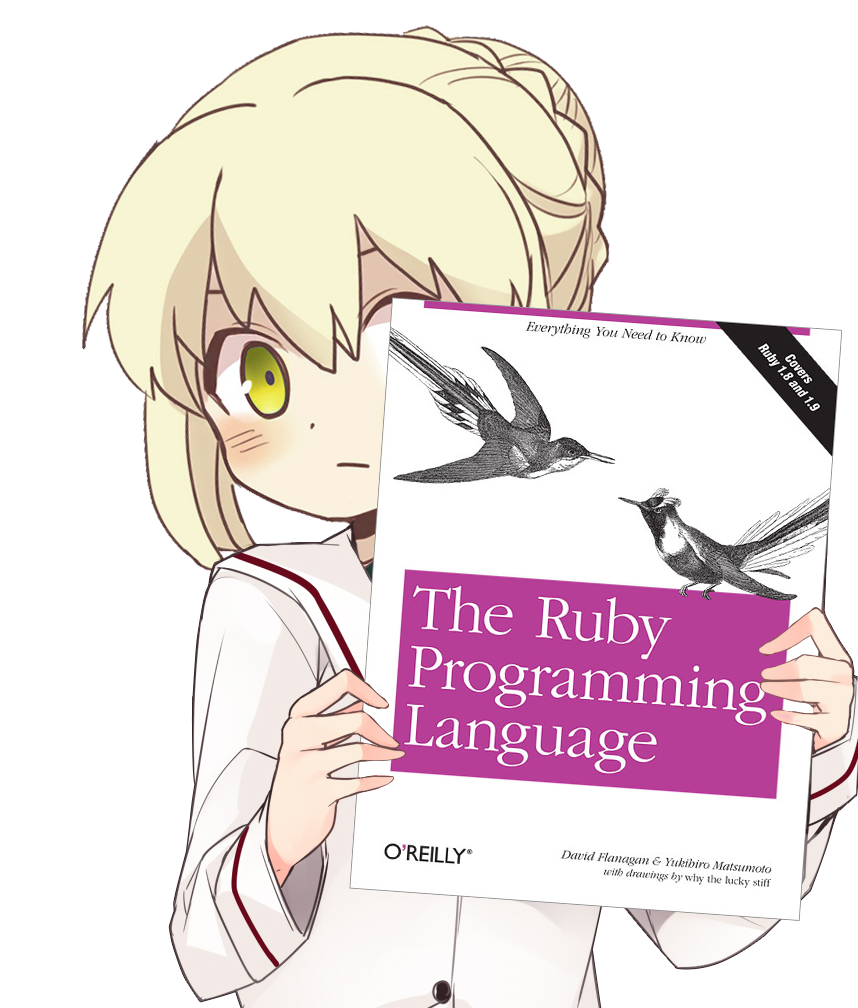 Everything You Need to Know
Covers
Ruby 1.8 and 1.9
The Ruby
Programming
Language
O'REILLY®
David Flanagan & Yukihiro Matsumoto
with drawings by why the lucky stiff